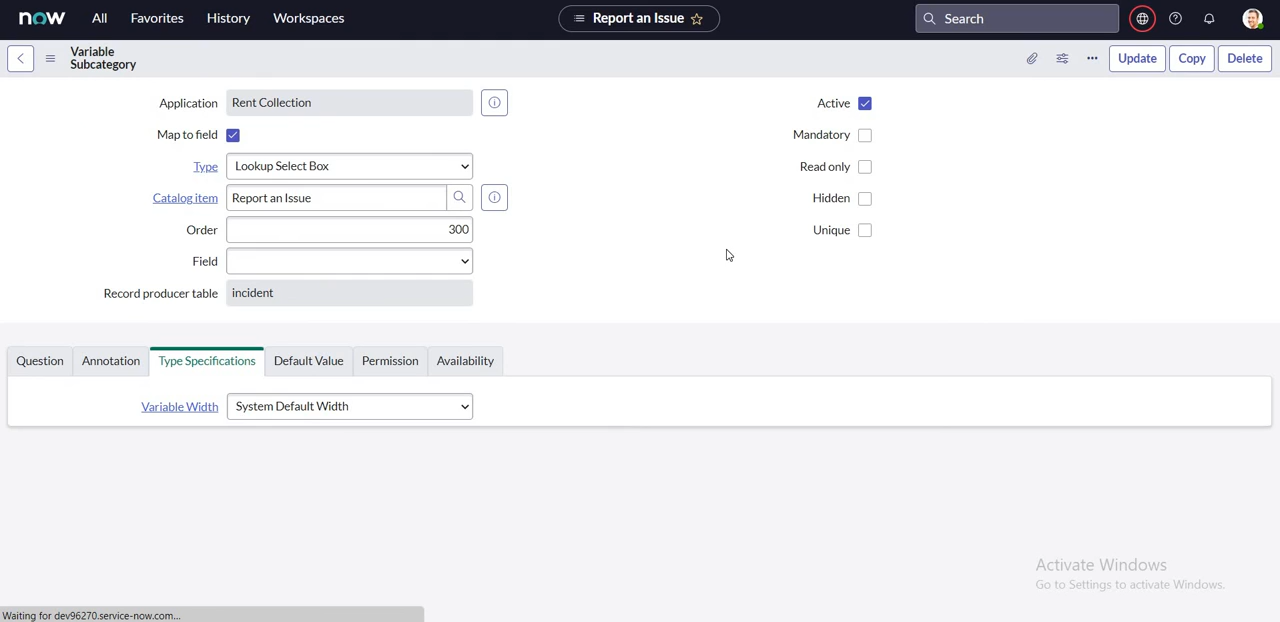 now All Favorites History Workspaces Report an Issue Search
Variable
Subcategory
Update Copy Delete
Application Rent Collection
Active
Map to field
Mandatory
Type Lookup Select Box
Read only
Catalog item Report an Issue
Hidden
Order 300
Unique
Field
Record producer table incident
Question Annotation Type Specifications Default Value Permission Availability
Variable Width System Default Width
Activate Windows
Go to Settings to activate Windows.
Waiting for dev96270.service-now.com...